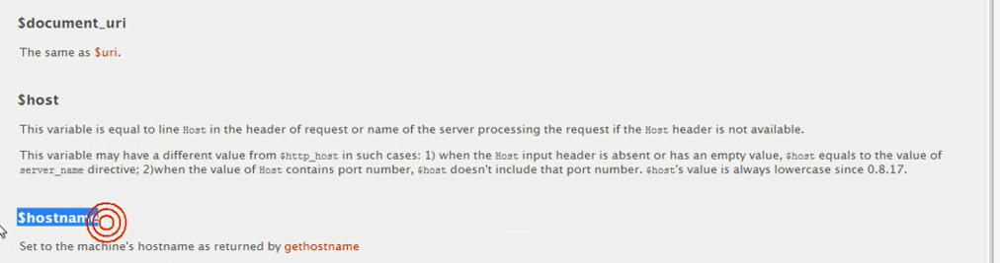 $document_uri
The same as $uri.
$host
This variable is equal to line Host in the header of request or name of the server processing the request if the Host header is not available.
This variable may have a different value from $http_host in such cases: 1) when the Host input header is absent or has an empty value, $host equals to the value of
server_name directive; 2)when the value of Host contains port number, $host doesn't include that port number. $host's value is always lowercase since 0.8.17.
$hostname
Set to the machine's hostname as returned by gethostname